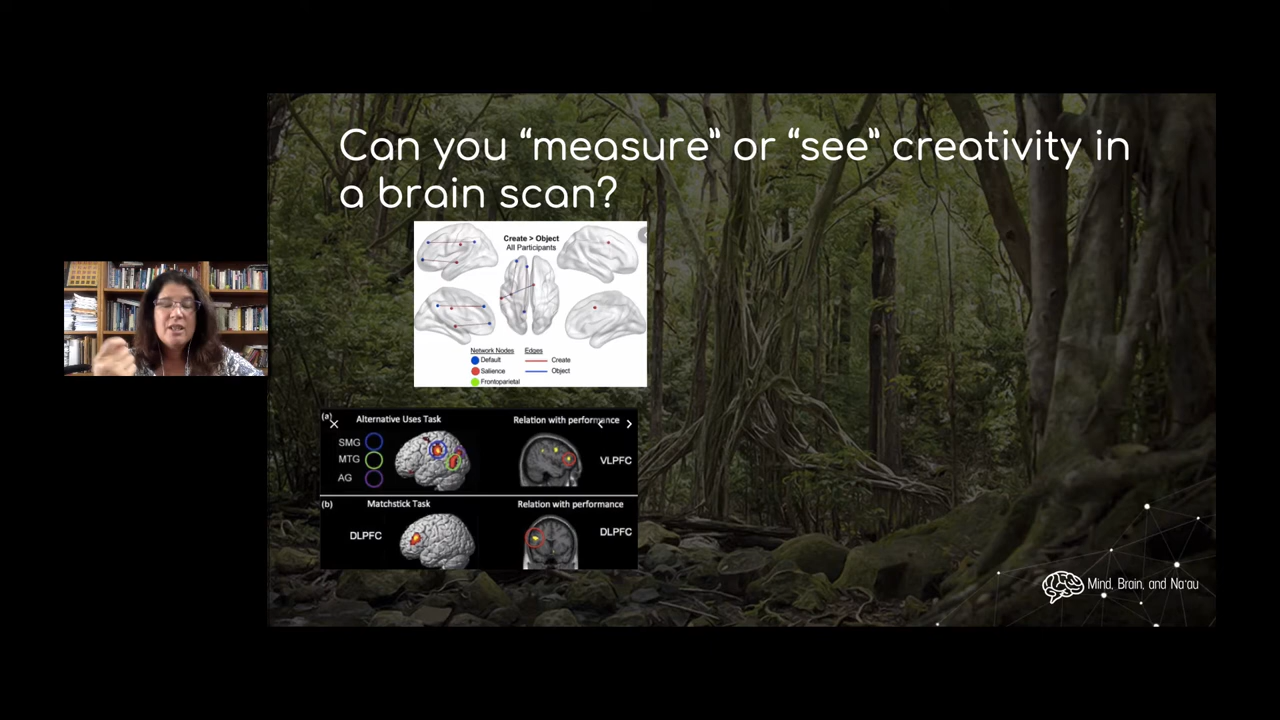 Can you “measure” or “see” creativity in
a brain scan?
Create > Object
All Participants
Network Nodes Edges
Default Create
Salience Object
Frontoparietal
(a) Alternative Uses Task Relation with performance
SMG
MTG
AG
VLPFC
(b) Matchstick Task Relation with performance
DLPFC DLPFC
Mind, Brain, and Na‘au